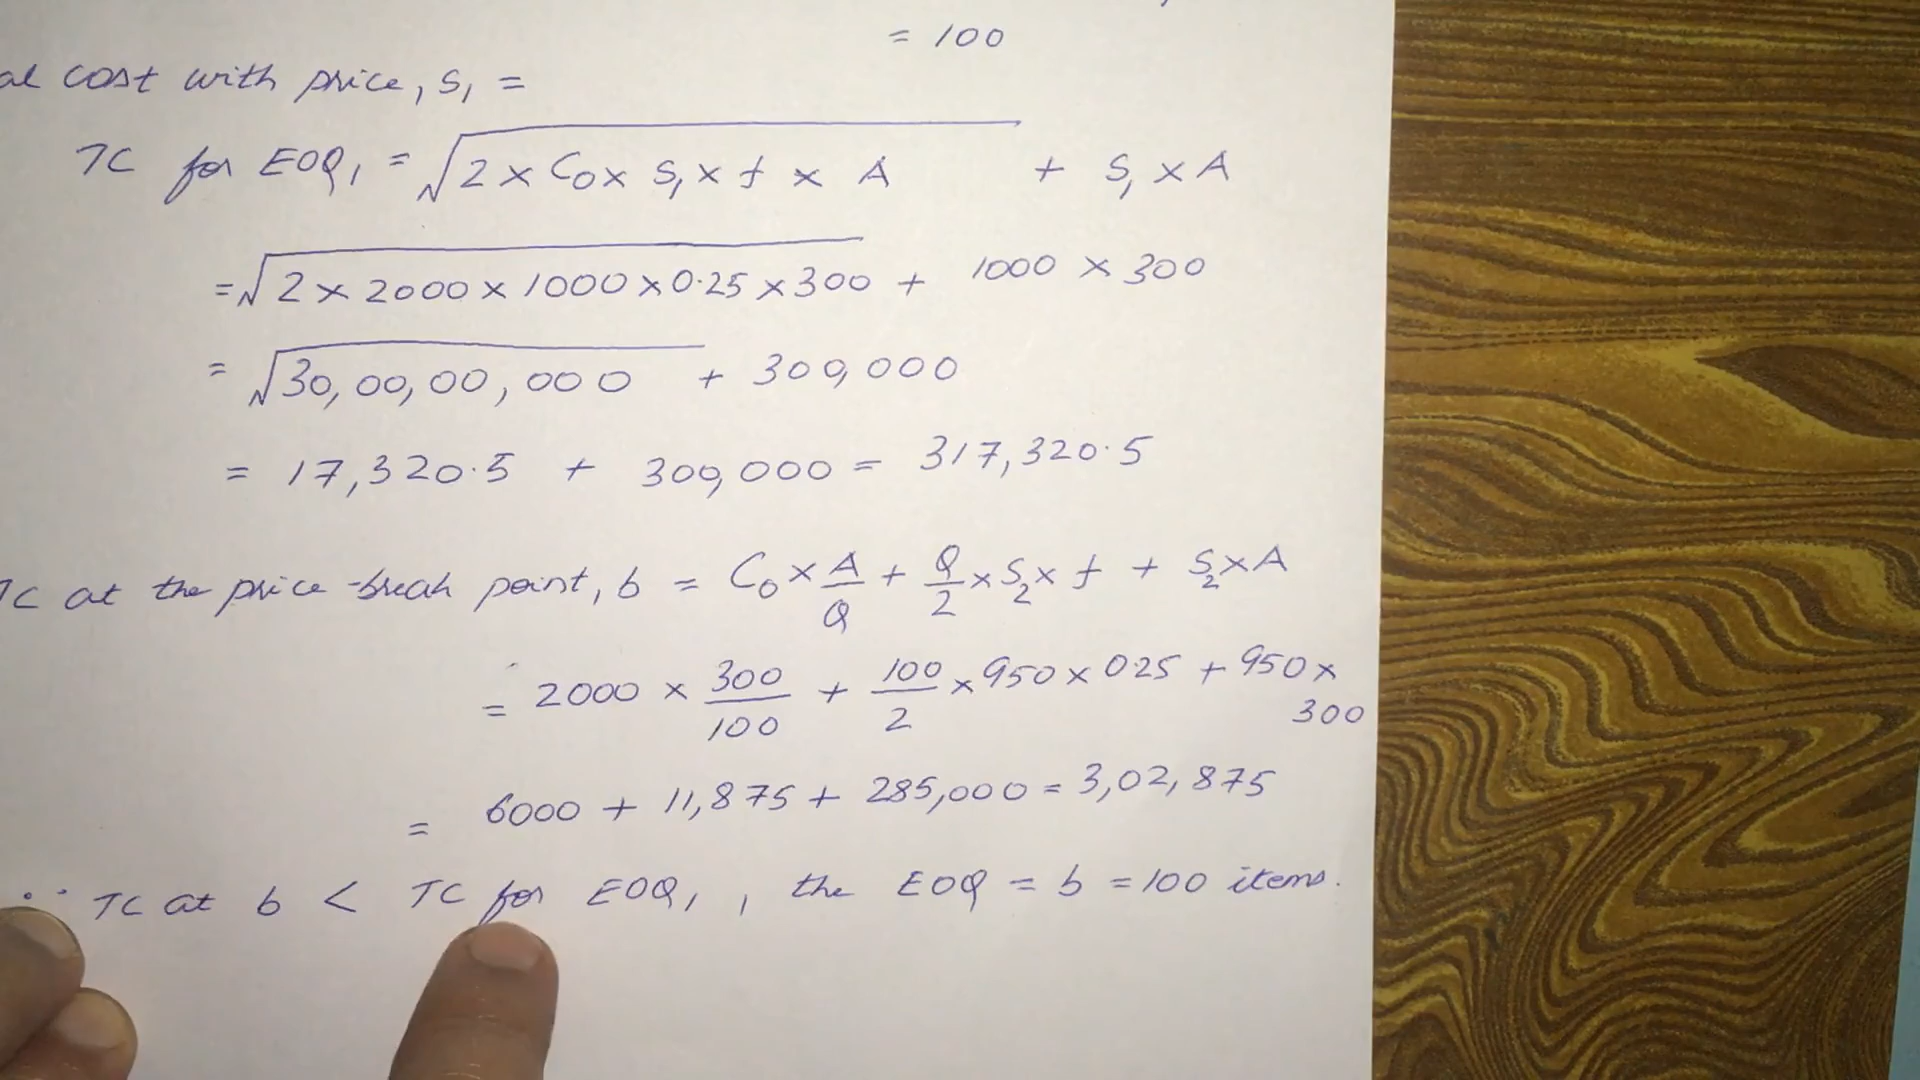 = 100
al cost with price, S₁ =
TC for EOQ₁ = √2 × C₀ × S₁ × f × A + S₁ × A
= √2 × 2000 × 1000 × 0.25 × 300 + 1000 × 300
= √30,00,00,000 + 300,000
= 17,320.5 + 300,000 = 317,320.5
TC at the price-break point, b = C₀ × A/Q + Q/2 × S₂ × f + S₂ × A
= 2000 × 300/100 + 100/2 × 950 × 0.25 + 950 × 300
= 6000 + 11,875 + 285,000 = 3,02,875
∵ TC at b < TC for EOQ₁, the EOQ = b = 100 items.